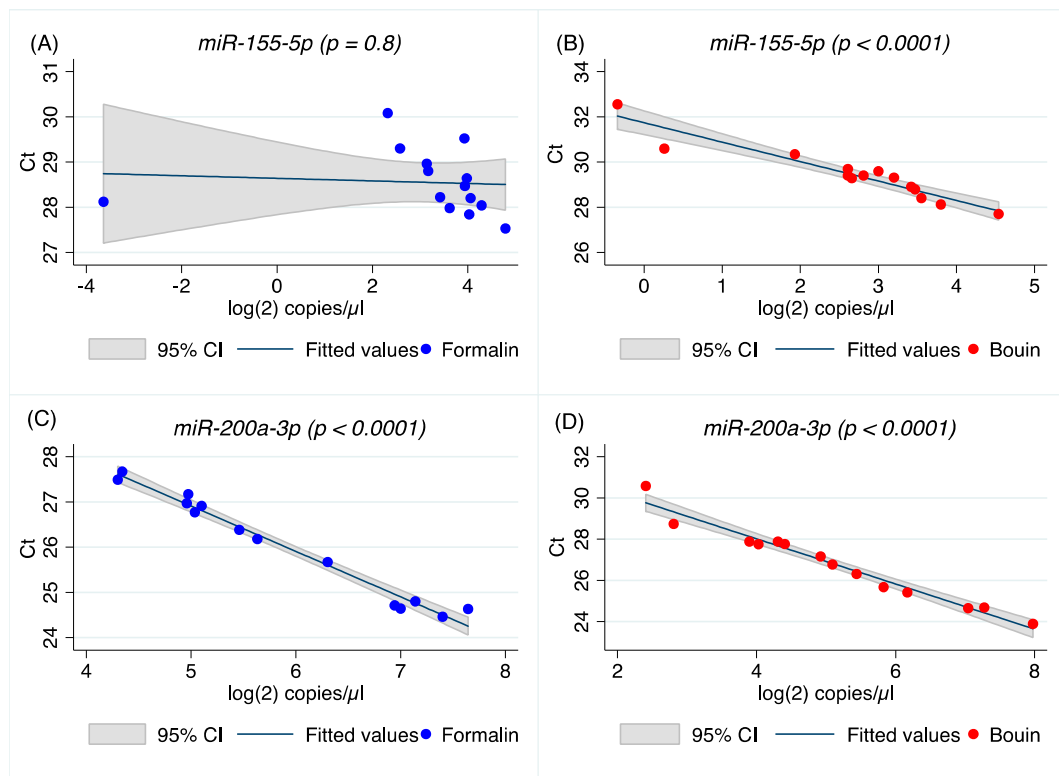 (A) miR-155-5p (p = 0.8)
31
30
29
28
27
Ct
-4 -2 0 2 4
log(2) copies/µl
95% CI Fitted values Formalin
(B) miR-155-5p (p < 0.0001)
34
32
30
28
26
Ct
0 1 2 3 4 5
log(2) copies/µl
95% CI Fitted values Bouin
(C) miR-200a-3p (p < 0.0001)
28
27
26
25
24
Ct
4 5 6 7 8
log(2) copies/µl
95% CI Fitted values Formalin
(D) miR-200a-3p (p < 0.0001)
32
30
28
26
24
Ct
2 4 6 8
log(2) copies/µl
95% CI Fitted values Bouin